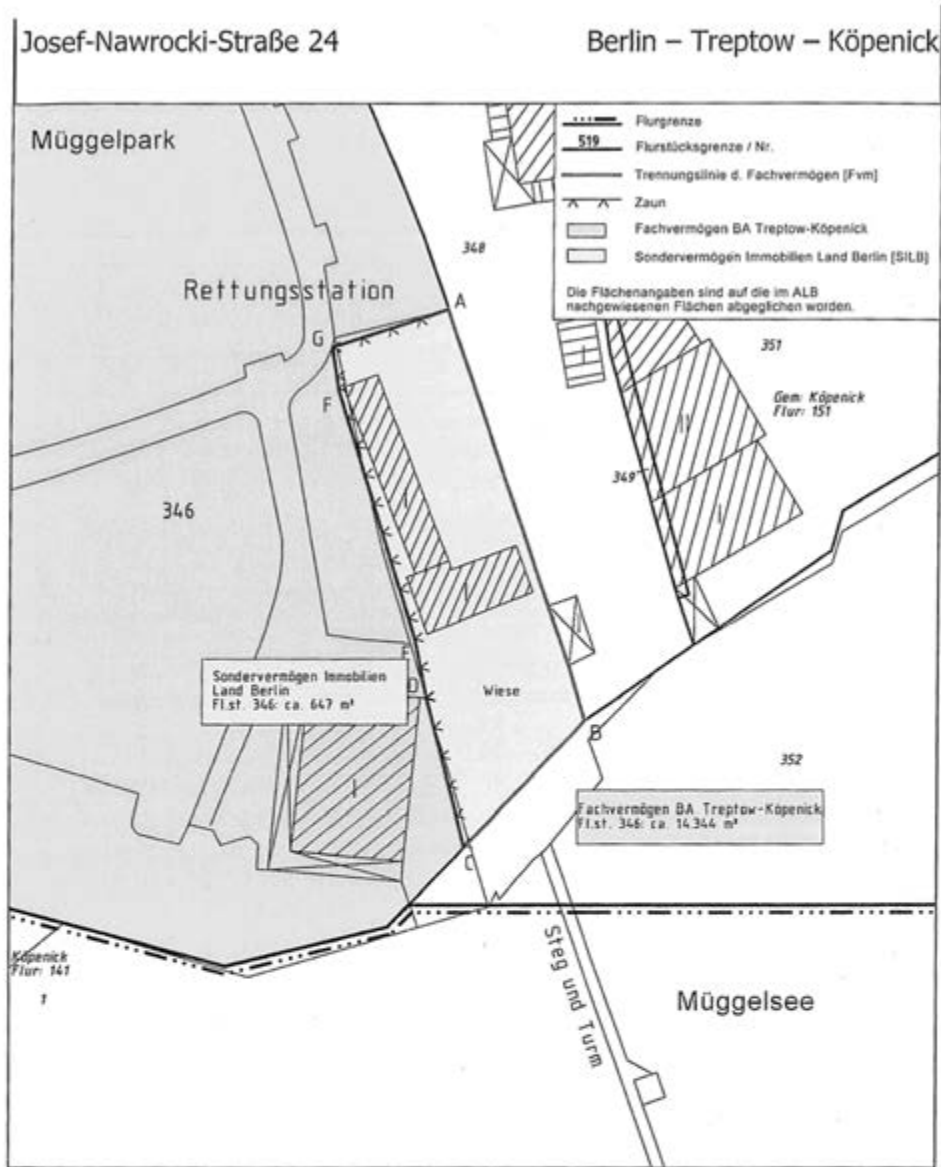 Josef-Nawrocki-Straße 24
Berlin – Treptow – Köpenick
Müggelpark
Flurgrenze
519
Flurstücksgrenze / Nr.
Trennungslinie d. Fachvermögen [Fvm]
Zaun
Fachvermögen BA Treptow-Köpenick
Sondervermögen Immobilien Land Berlin [SILB]
Die Flächenangaben sind auf die im ALB
nachgewiesenen Flächen abgeglichen worden.
348
Rettungsstation
A
G
351
F
Gem: Köpenick
Flur: 151
349
346
E
Sondervermögen Immobilien
Land Berlin
Fl.st. 346: ca. 647 m²
D
Wiese
B
352
Fachvermögen BA Treptow-Köpenick
Fl.st. 346: ca. 14.344 m²
C
Köpenick
Flur: 141
1
Steg und Turm
Müggelsee